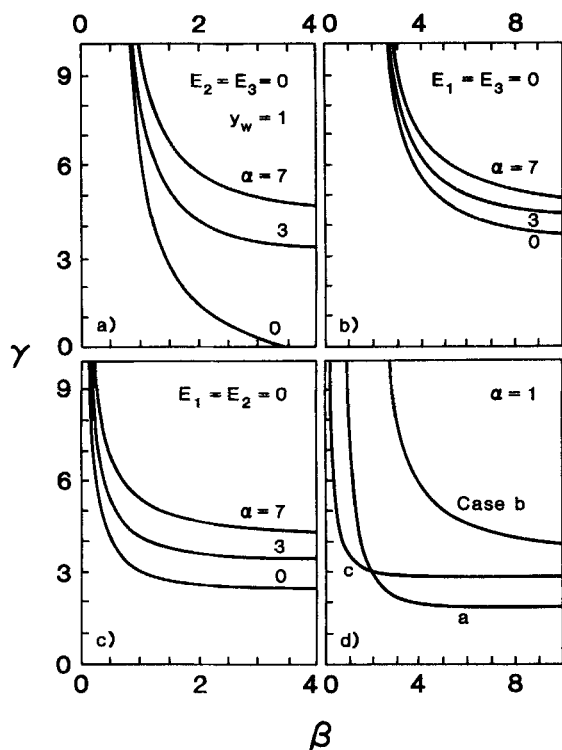 0 2 4 0 4 8
9
6
3
0
E₂ = E₃ = 0
y_w = 1
α = 7
3
0
a)
E₁ = E₃ = 0
α = 7
3
0
b)
γ
9
6
3
0
E₁ = E₂ = 0
α = 7
3
0
c)
α = 1
Case b
c
a
d)
0 2 4 0 4 8
β